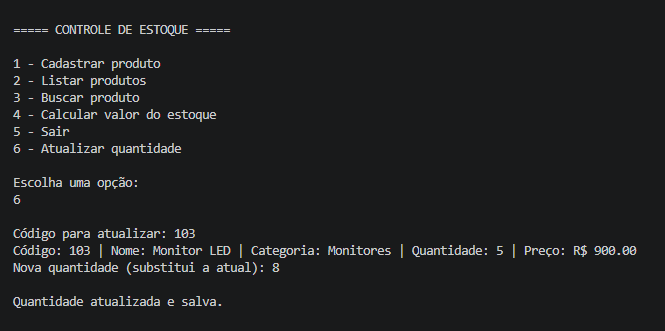 ===== CONTROLE DE ESTOQUE =====
1 - Cadastrar produto
2 - Listar produtos
3 - Buscar produto
4 - Calcular valor do estoque
5 - Sair
6 - Atualizar quantidade
Escolha uma opção:
6
Código para atualizar: 103
Código: 103 | Nome: Monitor LED | Categoria: Monitores | Quantidade: 5 | Preço: R$ 900.00
Nova quantidade (substitui a atual): 8
Quantidade atualizada e salva.